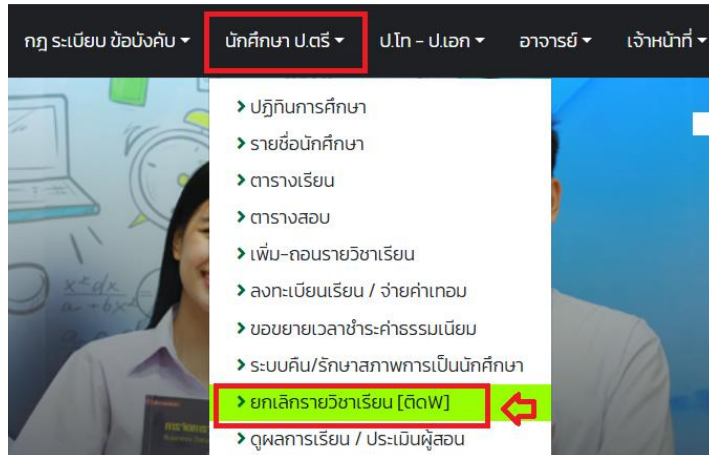 กฎ ระเบียบ ข้อบังคับ นักศึกษา ป.ตรี ป.โท - ป.เอก อาจารย์ เจ้าหน้าที่
ปฏิทินการศึกษา
รายชื่อนักศึกษา
ตารางเรียน
ตารางสอบ
เพิ่ม-ถอนรายวิชาเรียน
ลงทะเบียนเรียน / จ่ายค่าเทอม
ขอขยายเวลาชำระค่าธรรมเนียม
ระบบคืน/รักษาสภาพการเป็นนักศึกษา
ยกเลิกรายวิชาเรียน [ติดW]
ดูผลการเรียน / ประเมินผู้สอน